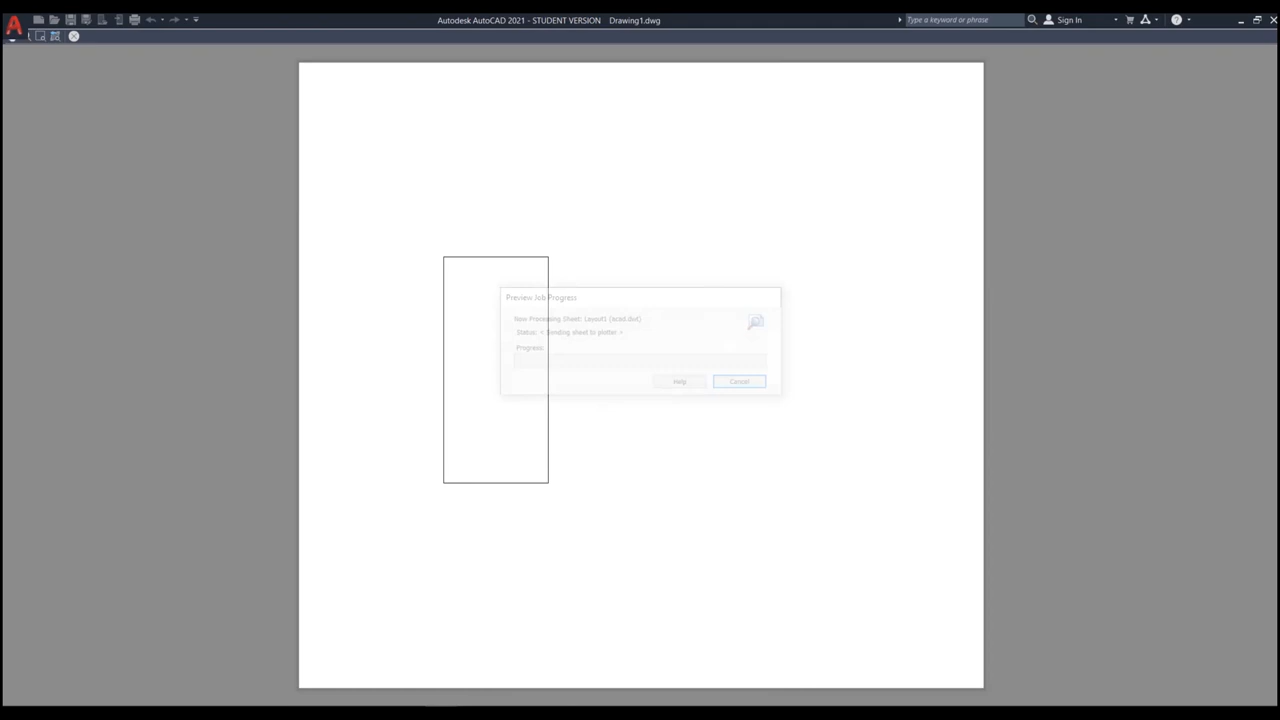 Autodesk AutoCAD 2021 - STUDENT VERSION Drawing1.dwg
Type a keyword or phrase
Sign In
Preview Job Progress
Now Processing Sheet: Layout1 (acad.dwt)
Status: < Sending sheet to plotter >
Progress:
Help
Cancel